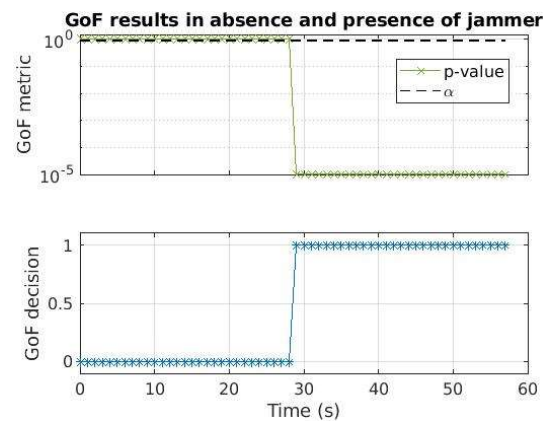 GoF results in absence and presence of jammer
10^0
GoF metric
p-value
α
10^-5
1
GoF decision
0.5
0
0 10 20 30 40 50 60
Time (s)